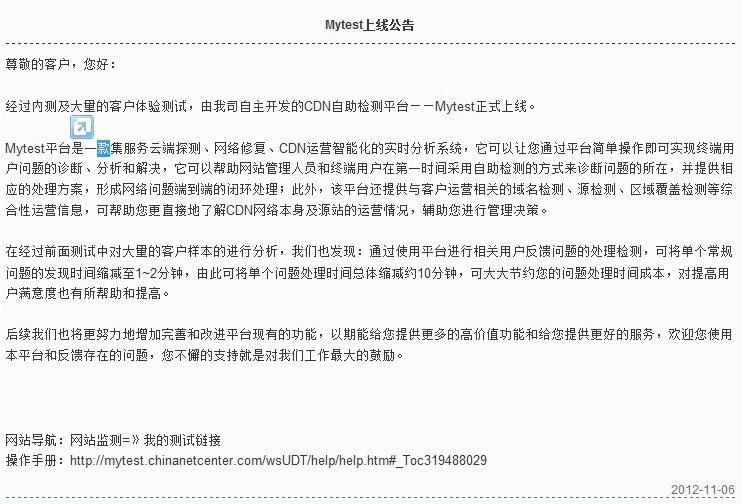 Mytest上线公告
尊敬的客户，您好：
经过内测及大量的客户体验测试，由我司自主开发的CDN自助检测平台－－Mytest正式上线。
Mytest平台是一款集服务云端探测、网络修复、CDN运营智能化的实时分析系统，它可以让您通过平台简单操作即可实现终端用
户问题的诊断、分析和解决，它可以帮助网站管理人员和终端用户在第一时间采用自助检测的方式来诊断问题的所在，并提供相
应的处理方案，形成网络问题端到端的闭环处理；此外，该平台还提供与客户运营相关的域名检测、源检测、区域覆盖检测等综
合性运营信息，可帮助您更直接地了解CDN网络本身及源站的运营情况，辅助您进行管理决策。
在经过前面测试中对大量的客户样本的进行分析，我们也发现：通过使用平台进行相关用户反馈问题的处理检测，可将单个常规
问题的发现时间缩减至1~2分钟，由此可将单个问题处理时间总体缩减约10分钟，可大大节约您的问题处理时间成本，对提高用
户满意度也有所帮助和提高。
后续我们也将更努力地增加完善和改进平台现有的功能，以期能给您提供更多的高价值功能和给您提供更好的服务，欢迎您使用
本平台和反馈存在的问题，您不懈的支持就是对我们工作最大的鼓励。
网站导航：网站监测=》我的测试链接
操作手册：http://mytest.chinanetcenter.com/wsUDT/help/help.htm#_Toc319488029
2012-11-06